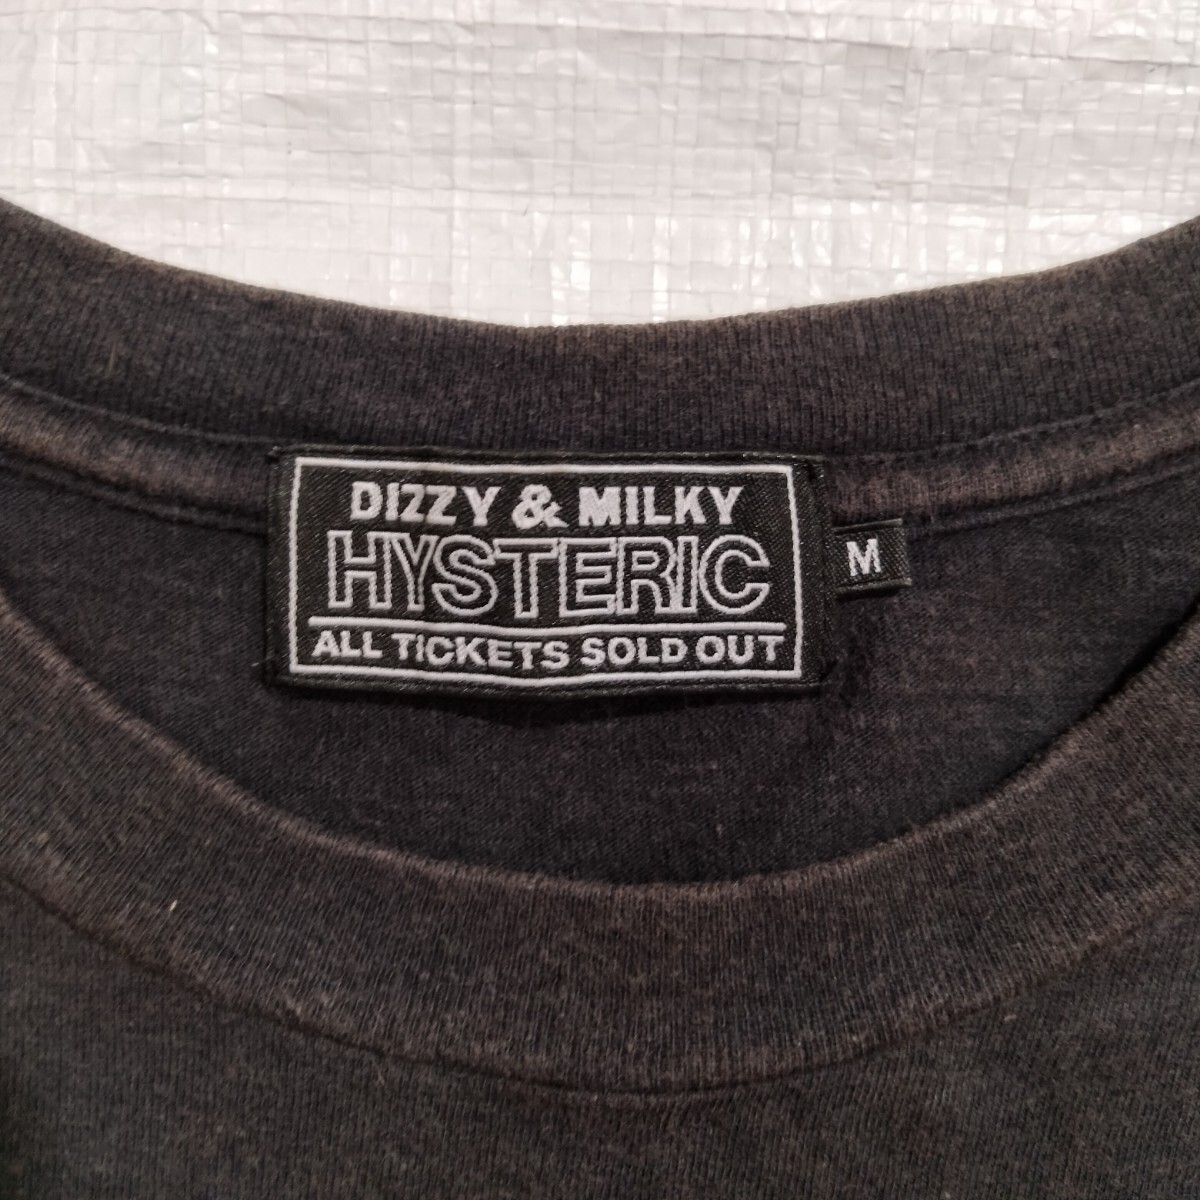 DIZZY & MILKY
HYSTERIC
ALL TICKETS SOLD OUT
M